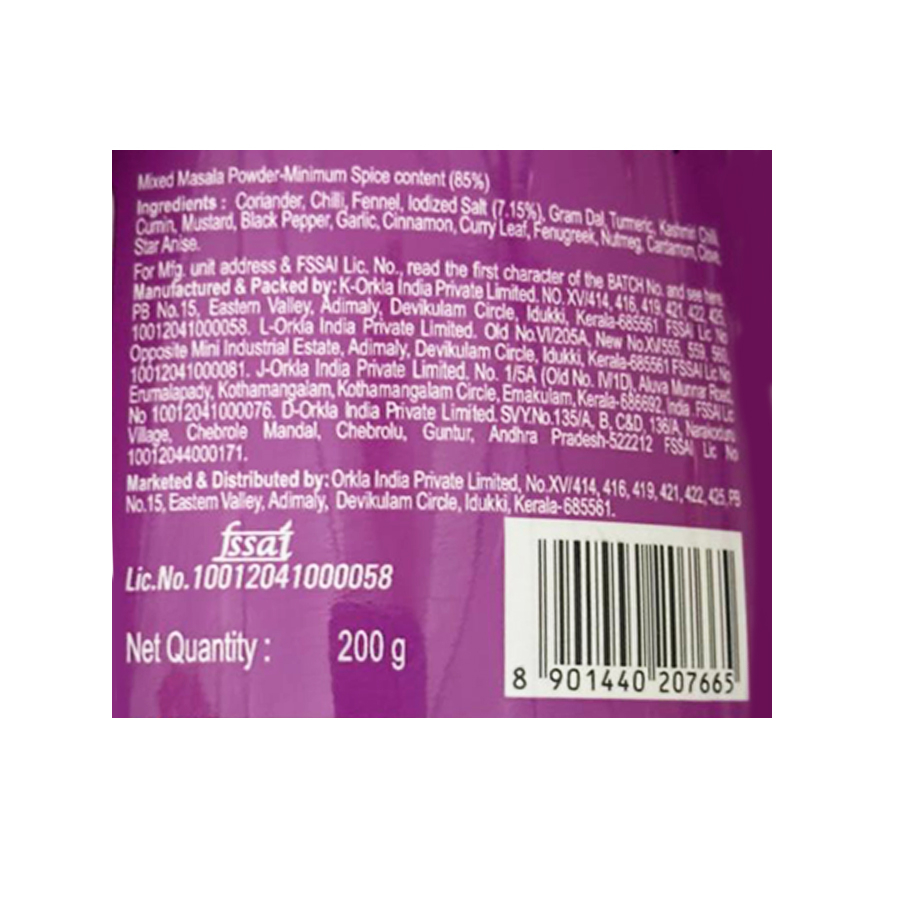 Mixed Masala Powder-Minimum Spice content (85%)
Ingredients : Coriander, Chilli, Fennel, Iodized Salt (7.15%), Gram Dal, Turmeric, Kashmir Chilli,
Cumin, Mustard, Black Pepper, Garlic, Cinnamon, Curry Leaf, Fenugreek, Nutmeg, Cardamom, Clove,
Star Anise.
For Mfg. unit address & FSSAI Lic. No., read the first character of the BATCH No. and see here.
Manufactured & Packed by: K-Orkla India Private Limited. NO. XV/414, 416, 419, 421, 422, 425,
PB No.15, Eastern Valley, Adimaly, Devikulam Circle, Idukki, Kerala-685561 FSSAI Lic No
10012041000058. L-Orkla India Private Limited. Old No.VI/205A, New No.XV/555, 559, 560,
Opposite Mini Industrial Estate, Adimaly, Devikulam Circle, Idukki, Kerala-685561 FSSAI Lic No
10012041000081. J-Orkla India Private Limited. No. 1/5A (Old No. IV/1D), Aluva Munnar Road,
Erumalapady, Kothamangalam, Kothamangalam Circle, Ernakulam, Kerala-686692, India. FSSAI Lic
No 10012041000076. D-Orkla India Private Limited. SVY.No.135/A, B, C&D, 136/A,
Village, Chebrole Mandal, Chebrolu, Guntur, Andhra Pradesh-522212 FSSAI Lic No
10012044000171.
Marketed & Distributed by: Orkla India Private Limited, No.XV/414, 416, 419, 421, 422, 425, PB
No.15, Eastern Valley, Adimaly, Devikulam Circle, Idukki, Kerala- 685561.
fssai
Lic.No.10012041000058
Net Quantity : 200 g
8 901440 207665